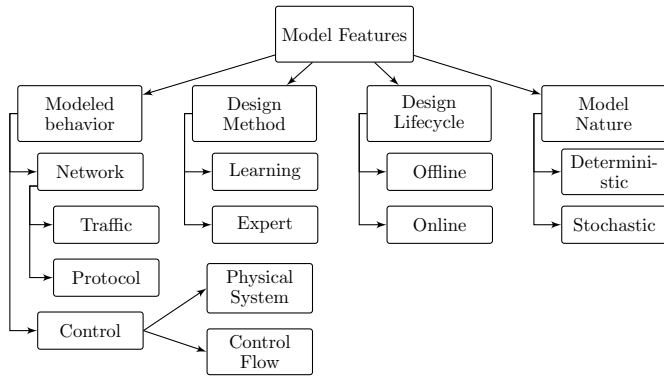 Model Features
Modeled
behavior
Design
Method
Design
Lifecycle
Model
Nature
Network
Learning
Offline
Determini-
stic
Traffic
Expert
Online
Stochastic
Protocol
Physical
System
Control
Control
Flow